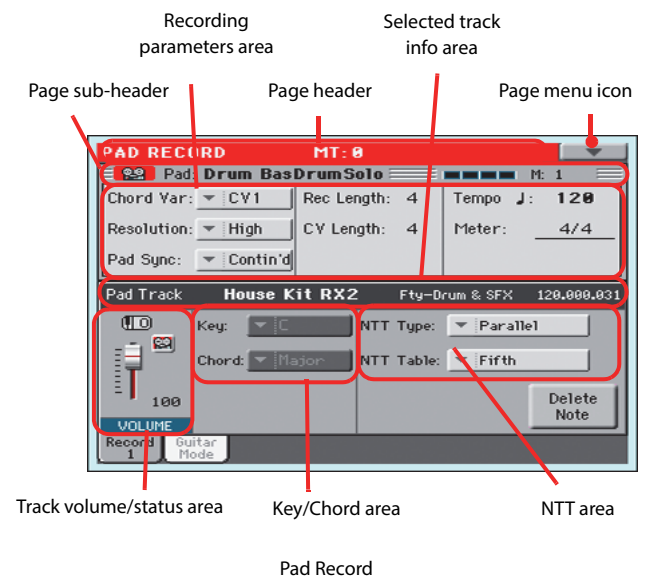 Recording
parameters area
Selected track
info area
Page sub-header
Page header
Page menu icon
PAD RECORD MT: 0
Pad: Drum BasDrumSolo M: 1
Chord Var: CV1 Rec Length: 4 Tempo ♩: 120
Resolution: High CV Length: 4 Meter: 4/4
Pad Sync: Contin'd
Pad Track House Kit RX2 Fty-Drum & SFX 120.000.031
Key: C NTT Type: Parallel
Chord: Major NTT Table: Fifth
100
VOLUME
Delete
Note
Record
1
Guitar
Mode
Track volume/status area
Key/Chord area
NTT area
Pad Record